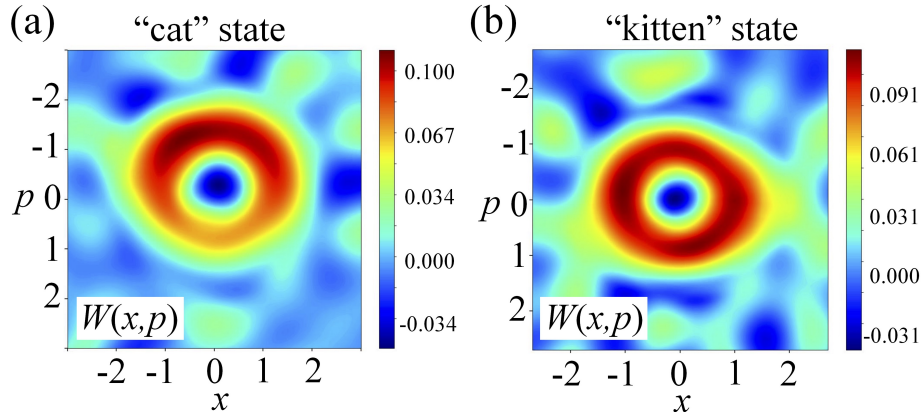 (a)
“cat” state
-2
-1
p 0
1
2
W(x,p)
-2 -1 0 1 2
x
0.100
0.067
0.034
0.000
-0.034
(b)
“kitten” state
-2
-1
p 0
1
2
W(x,p)
-2 -1 0 1 2
x
0.091
0.061
0.031
0.000
-0.031